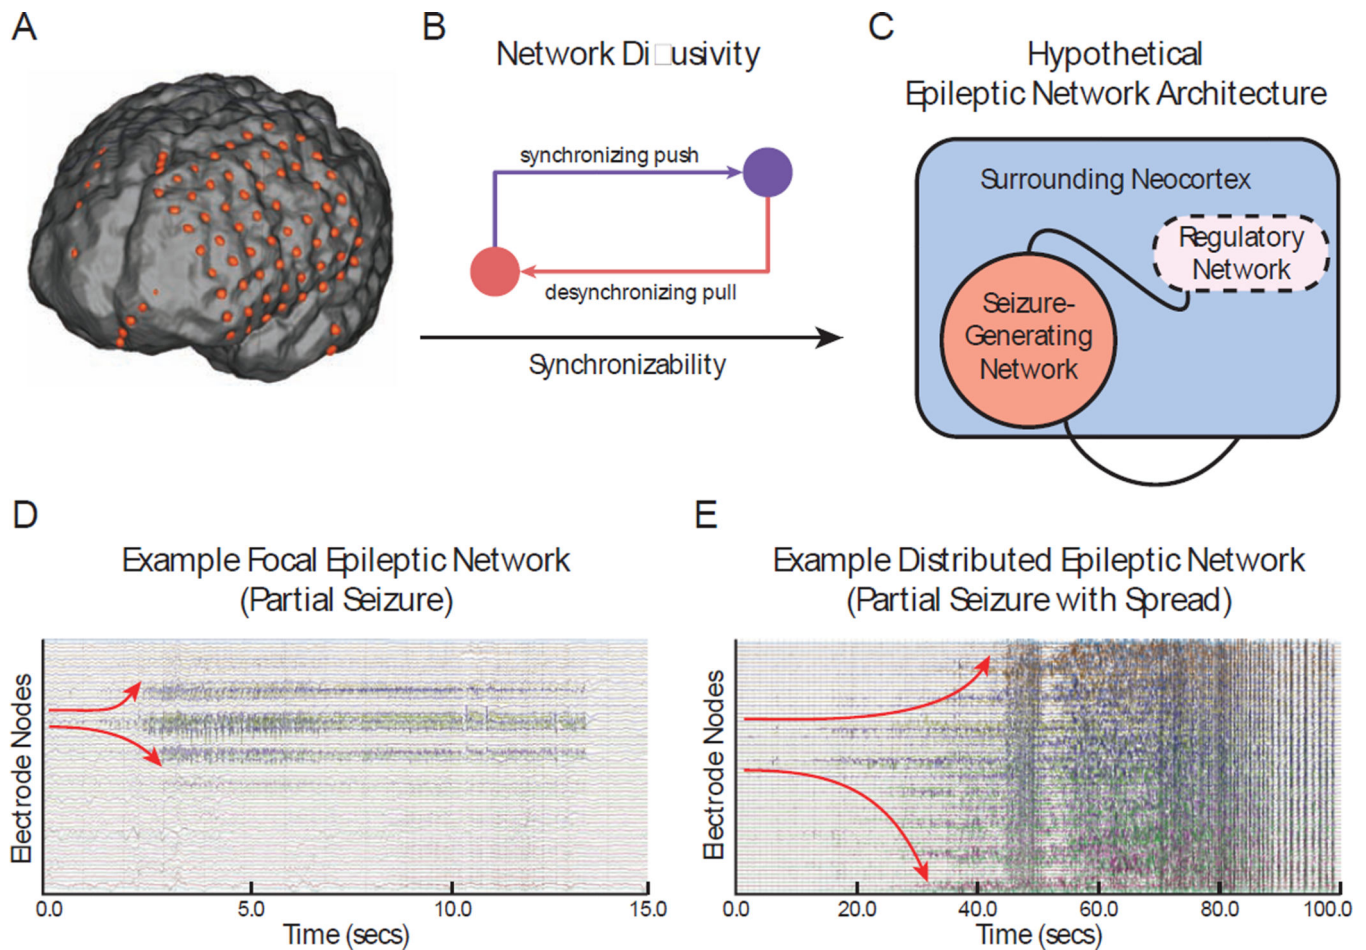 A
B
Network Di□usivity
synchronizing push
desynchronizing pull
Synchronizability
C
Hypothetical
Epileptic Network Architecture
Surrounding Neocortex
Regulatory
Network
Seizure-
Generating
Network
D
Example Focal Epileptic Network
(Partial Seizure)
Electrode Nodes
0.0 5.0 10.0 15.0
Time (secs)
E
Example Distributed Epileptic Network
(Partial Seizure with Spread)
Electrode Nodes
0.0 20.0 40.0 60.0 80.0 100.0
Time (secs)